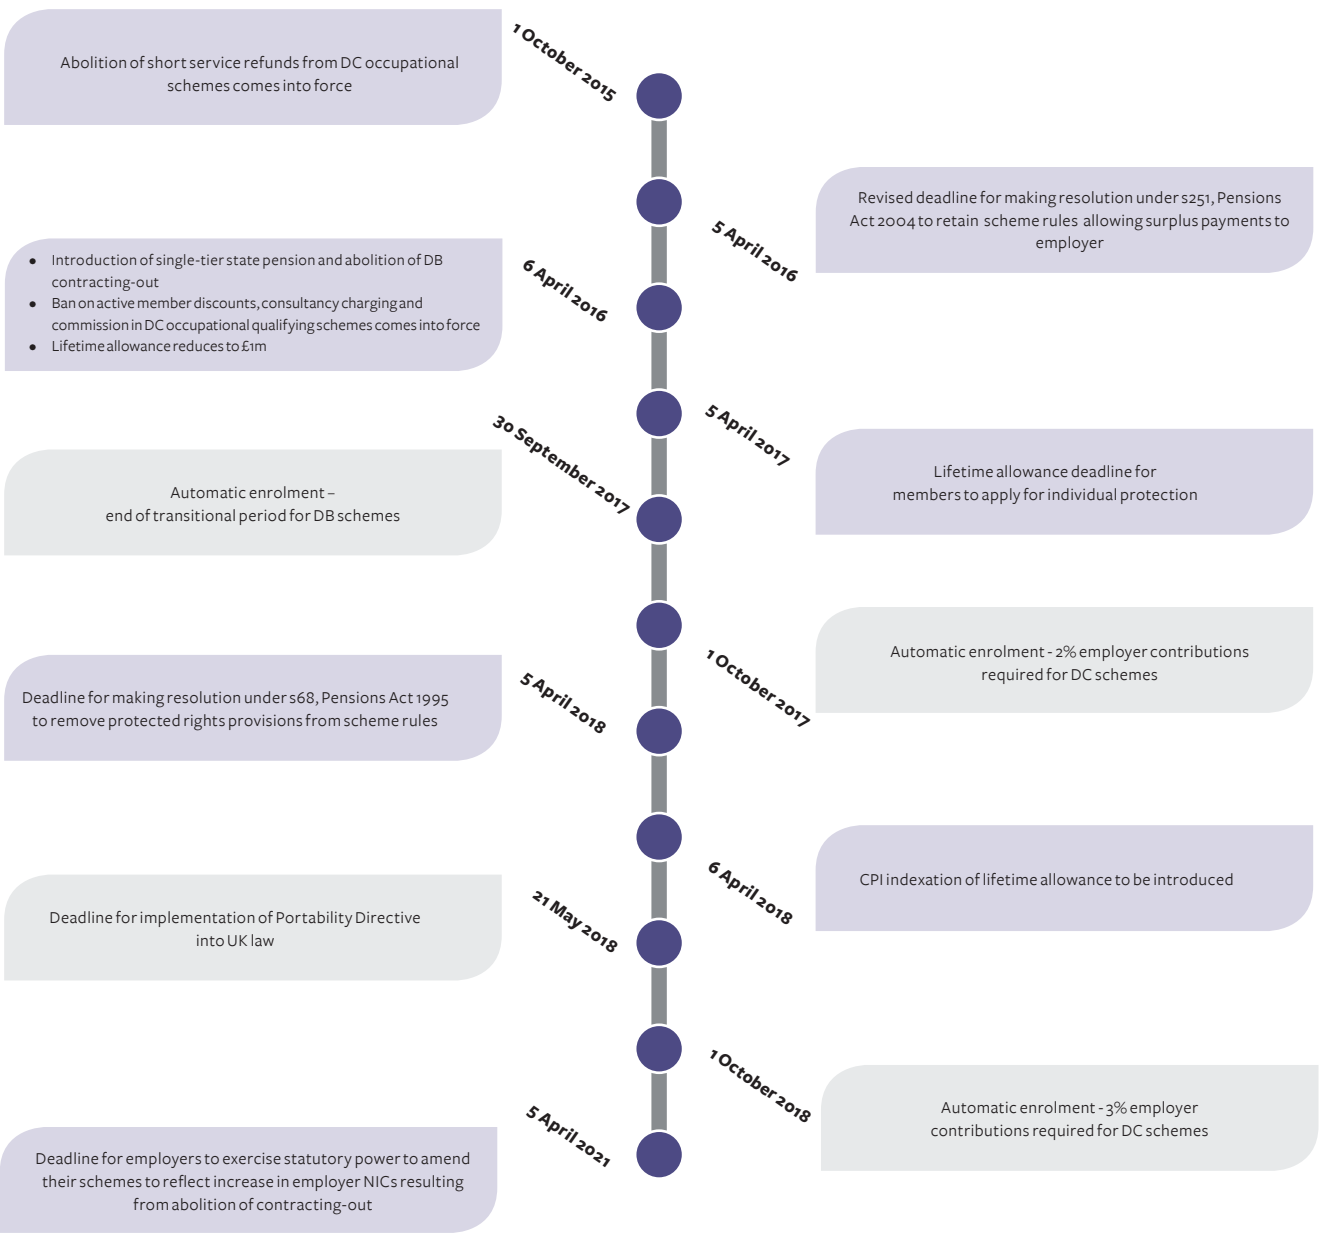 1 October 2015
Abolition of short service refunds from DC occupational
schemes comes into force
5 April 2016
Revised deadline for making resolution under s251, Pensions
Act 2004 to retain scheme rules allowing surplus payments to
employer
6 April 2016
● Introduction of single-tier state pension and abolition of DB
contracting-out
● Ban on active member discounts, consultancy charging and
commission in DC occupational qualifying schemes comes into force
● Lifetime allowance reduces to £1m
5 April 2017
Lifetime allowance deadline for
members to apply for individual protection
30 September 2017
Automatic enrolment –
end of transitional period for DB schemes
1 October 2017
Automatic enrolment - 2% employer contributions
required for DC schemes
5 April 2018
Deadline for making resolution under s68, Pensions Act 1995
to remove protected rights provisions from scheme rules
6 April 2018
CPI indexation of lifetime allowance to be introduced
21 May 2018
Deadline for implementation of Portability Directive
into UK law
1 October 2018
Automatic enrolment - 3% employer
contributions required for DC schemes
5 April 2021
Deadline for employers to exercise statutory power to amend
their schemes to reflect increase in employer NICs resulting
from abolition of contracting-out